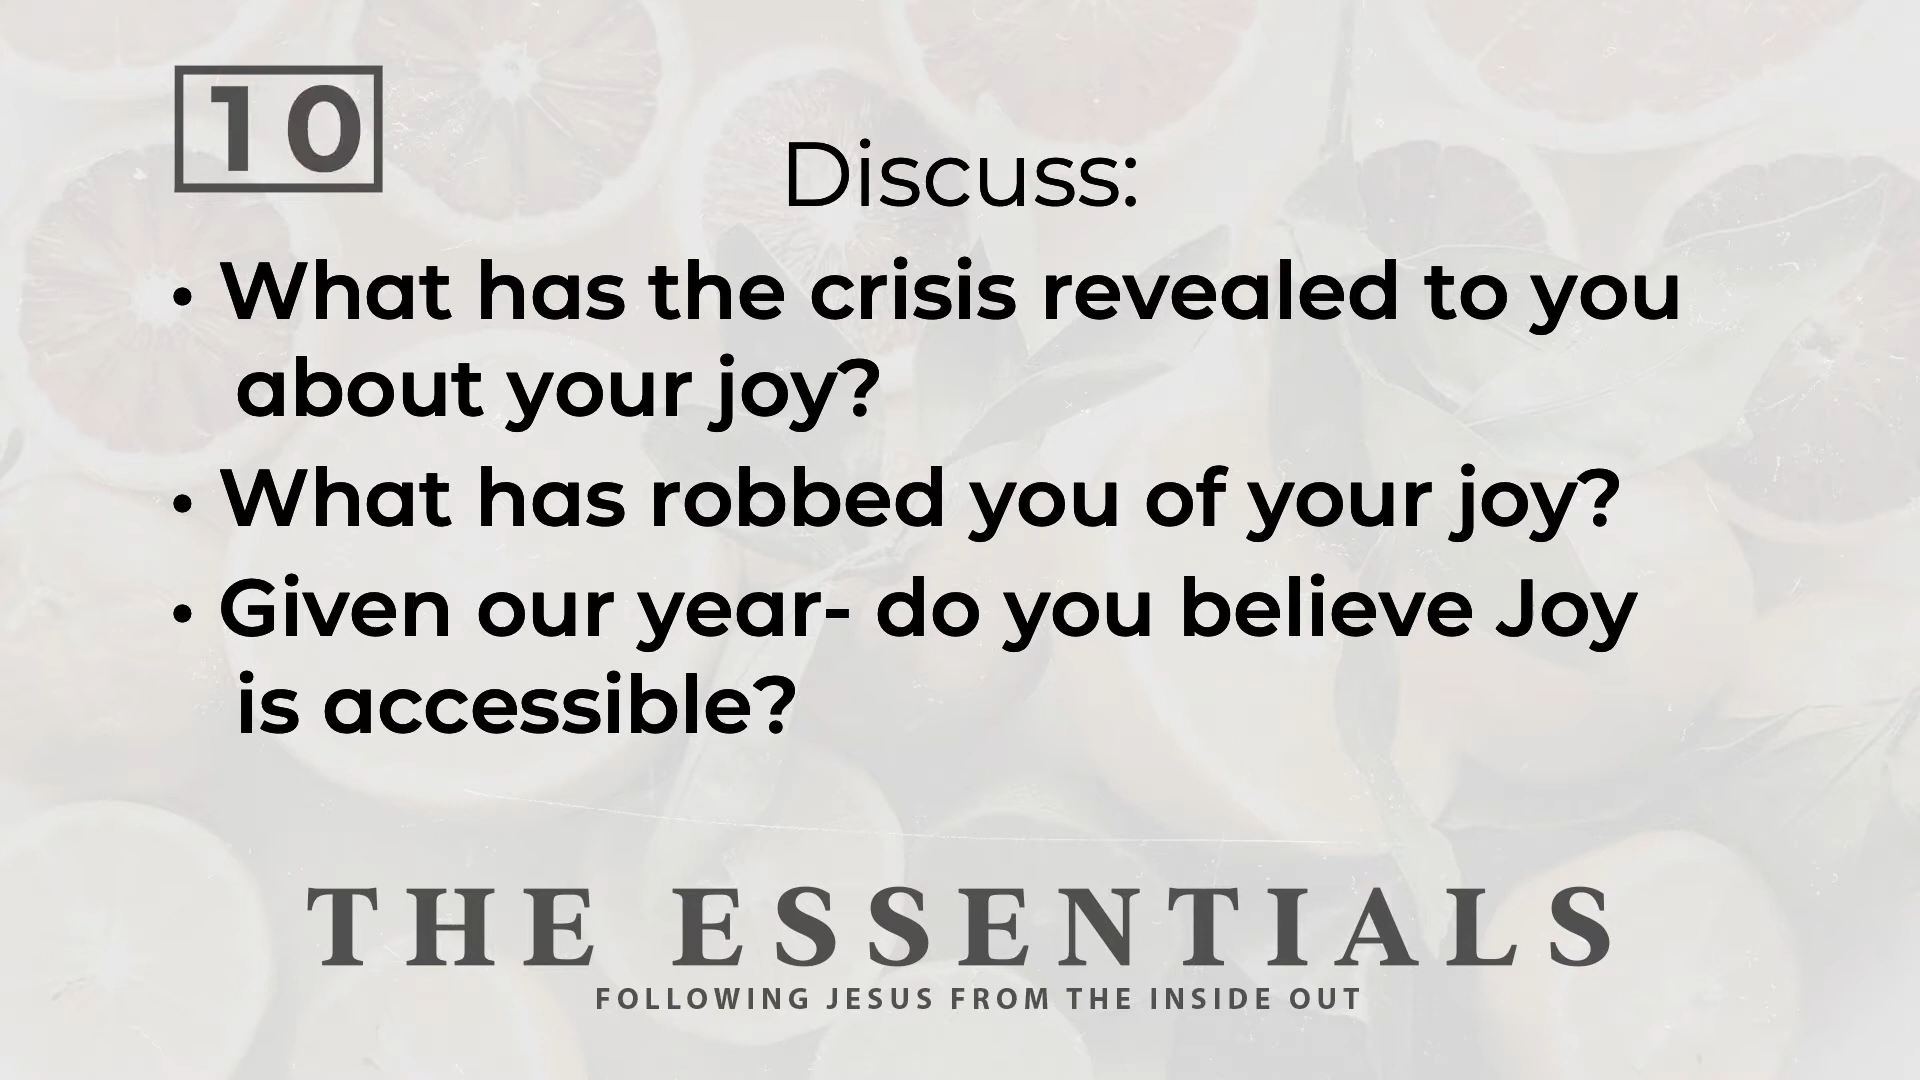 10
Discuss:
• What has the crisis revealed to you
about your joy?
• What has robbed you of your joy?
• Given our year- do you believe Joy
is accessible?
THE ESSENTIALS
FOLLOWING JESUS FROM THE INSIDE OUT